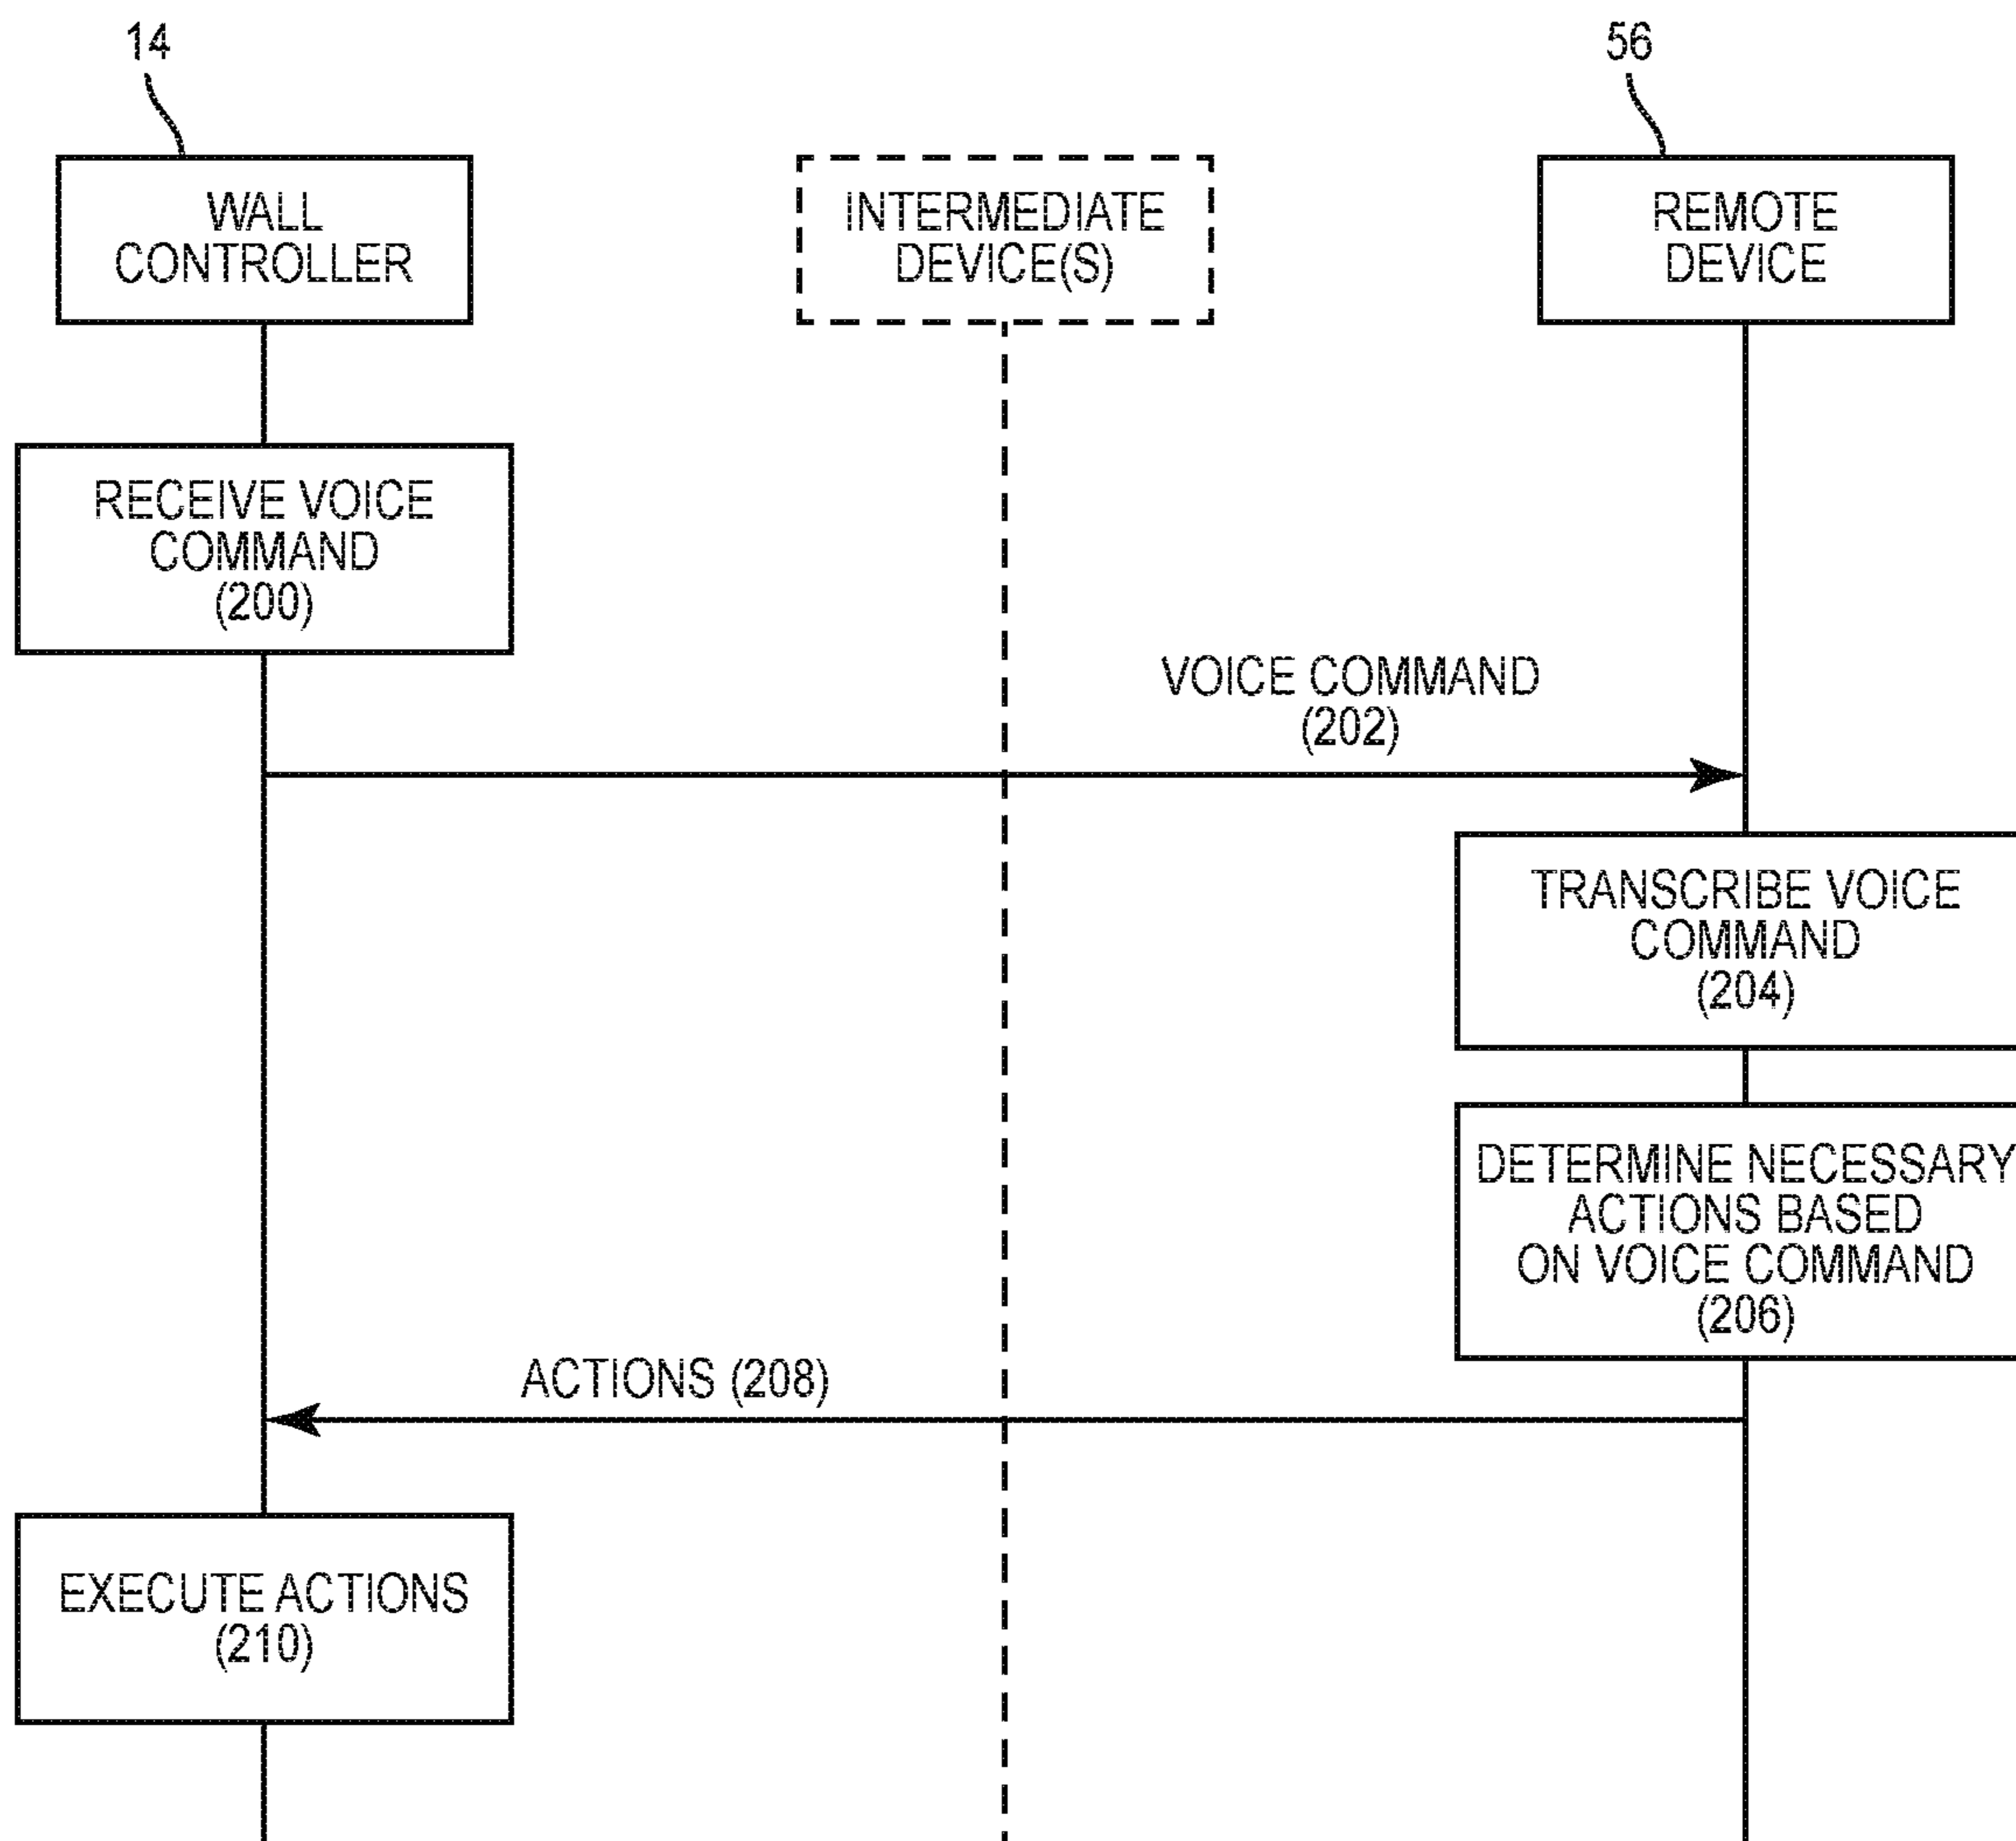 14
56
WALL
CONTROLLER
INTERMEDIATE
DEVICE(S)
REMOTE
DEVICE
RECEIVE VOICE
COMMAND
(200)
VOICE COMMAND
(202)
TRANSCRIBE VOICE
COMMAND
(204)
DETERMINE NECESSARY
ACTIONS BASED
ON VOICE COMMAND
(206)
ACTIONS (208)
EXECUTE ACTIONS
(210)